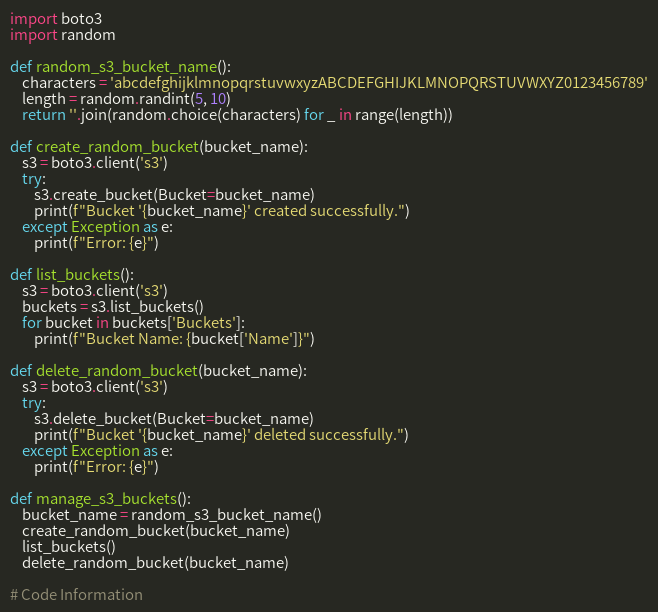 import boto3
import random

def random_s3_bucket_name():
    characters = 'abcdefghijklmnopqrstuvwxyzABCDEFGHIJKLMNOPQRSTUVWXYZ0123456789'
    length = random.randint(5, 10)
    return ''.join(random.choice(characters) for _ in range(length))

def create_random_bucket(bucket_name):
    s3 = boto3.client('s3')
    try:
        s3.create_bucket(Bucket=bucket_name)
        print(f"Bucket '{bucket_name}' created successfully.")
    except Exception as e:
        print(f"Error: {e}")

def list_buckets():
    s3 = boto3.client('s3')
    buckets = s3.list_buckets()
    for bucket in buckets['Buckets']:
        print(f"Bucket Name: {bucket['Name']}")

def delete_random_bucket(bucket_name):
    s3 = boto3.client('s3')
    try:
        s3.delete_bucket(Bucket=bucket_name)
        print(f"Bucket '{bucket_name}' deleted successfully.")
    except Exception as e:
        print(f"Error: {e}")

def manage_s3_buckets():
    bucket_name = random_s3_bucket_name()
    create_random_bucket(bucket_name)
    list_buckets()
    delete_random_bucket(bucket_name)

# Code Information